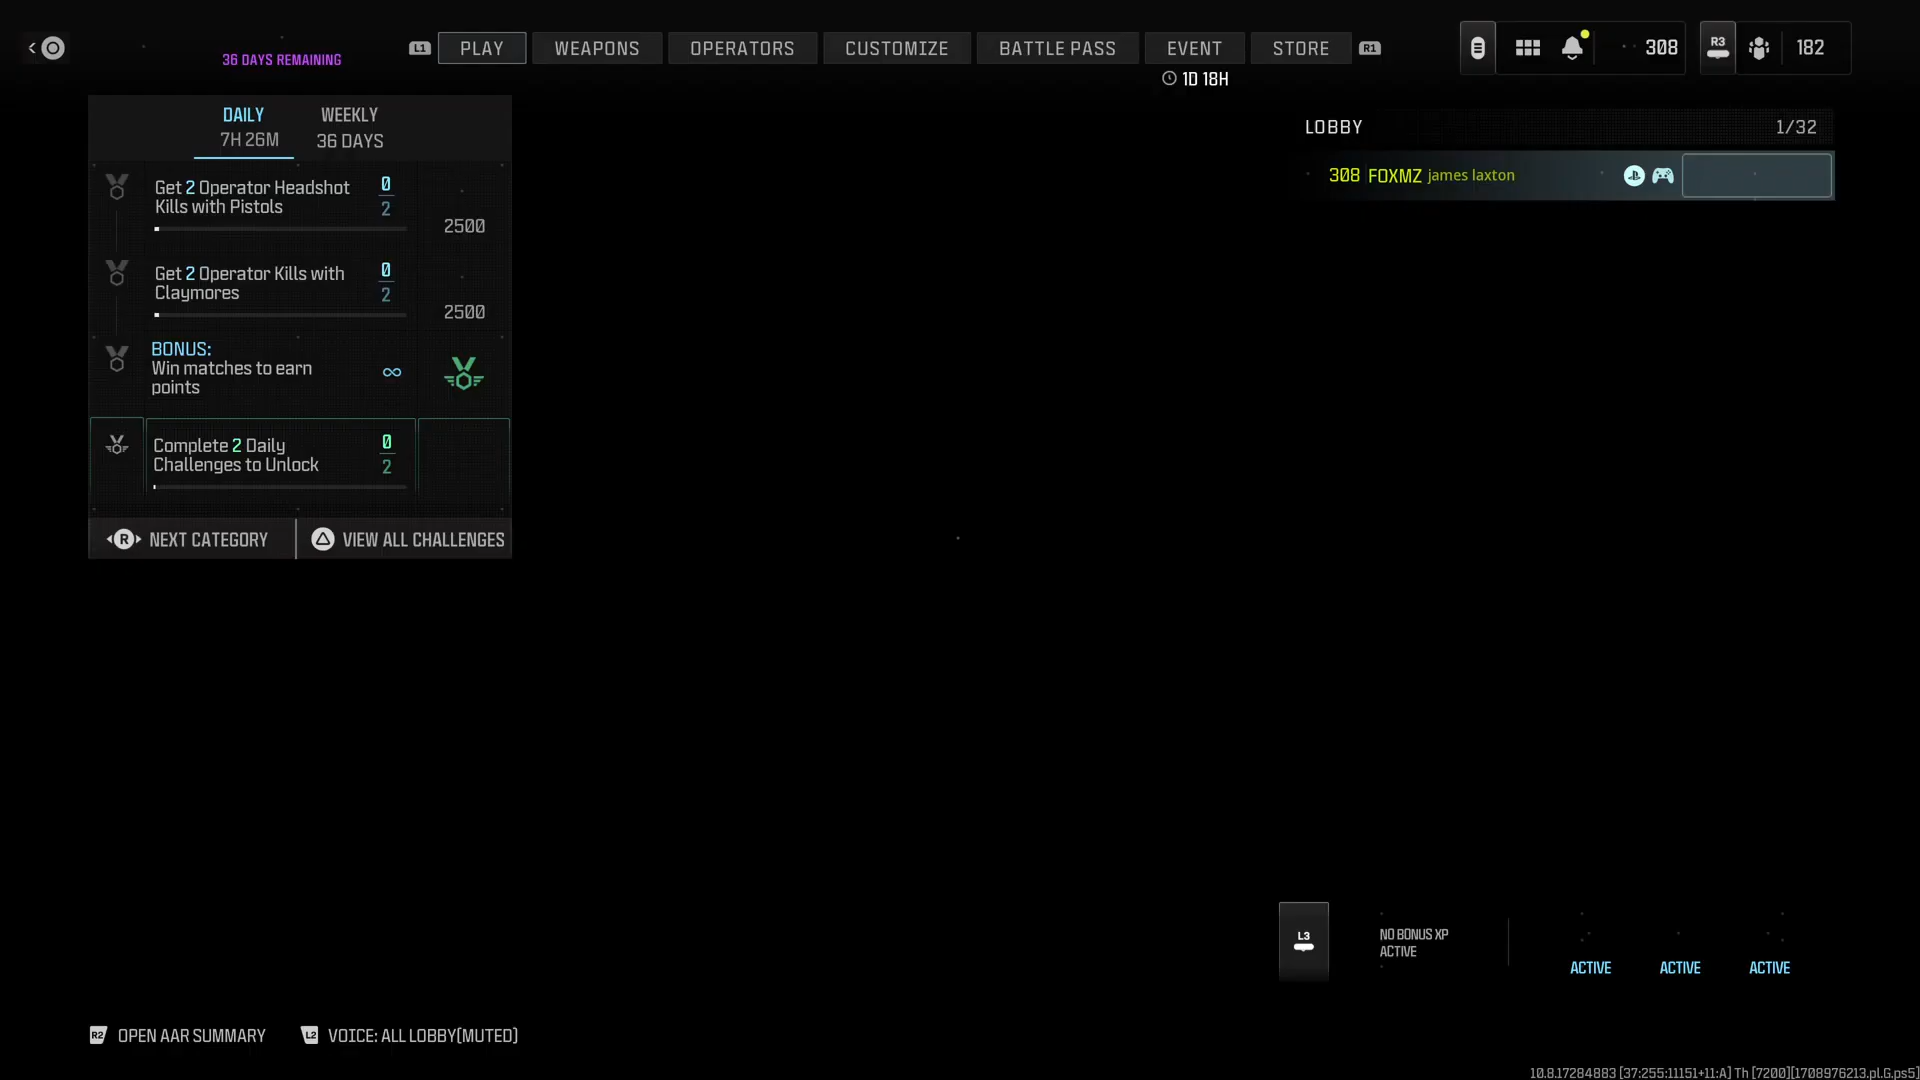 36 DAYS REMAINING
L1 PLAY WEAPONS OPERATORS CUSTOMIZE BATTLE PASS EVENT STORE R1
1D 18H
308 R3 182
DAILY WEEKLY
7H 26M 36 DAYS
Get 2 Operator Headshot
Kills with Pistols
0
2
2500
Get 2 Operator Kills with
Claymores
0
2
2500
BONUS:
Win matches to earn
points
∞
Complete 2 Daily
Challenges to Unlock
0
2
R NEXT CATEGORY VIEW ALL CHALLENGES
LOBBY 1/32
308 FOXMZ james laxton
L3
NO BONUS XP
ACTIVE
ACTIVE ACTIVE ACTIVE
R2 OPEN AAR SUMMARY L2 VOICE: ALL LOBBY(MUTED)
10.8.17284883 [37:255:11151+11:A] Th [7200][1708976213.pl.G.ps5]